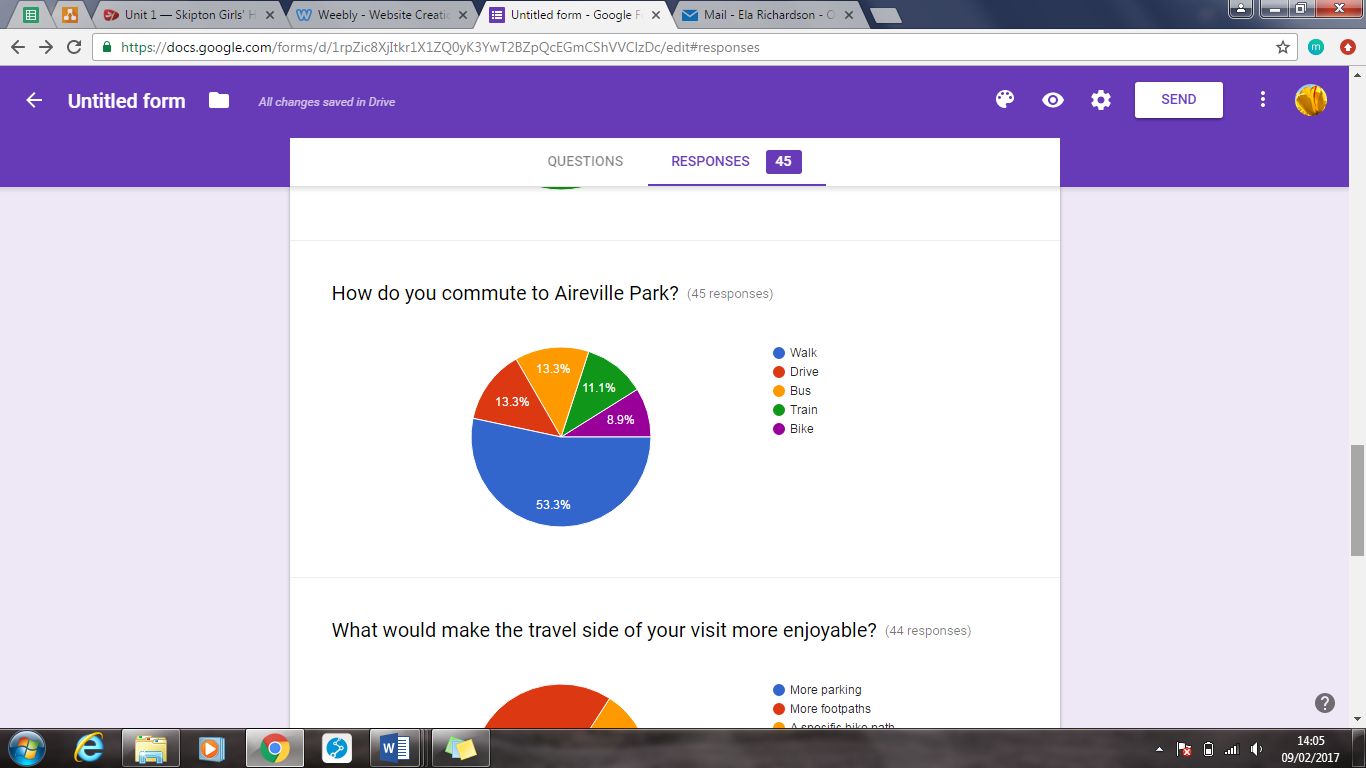 Unit 1 — Skipton Girls' H
Weebly - Website Creatio
Untitled form - Google F
Mail - Ela Richardson - O
https://docs.google.com/forms/d/1rpZic8XjItkr1X1ZQ0yK3YwT2BZpQcEGmCShVVCIzDc/edit#responses
m
Untitled form
All changes saved in Drive
SEND
QUESTIONS
RESPONSES 45
How do you commute to Aireville Park? (45 responses)
13.3%
11.1%
13.3%
8.9%
53.3%
Walk
Drive
Bus
Train
Bike
What would make the travel side of your visit more enjoyable? (44 responses)
More parking
More footpaths
A specific bike path
14:05
09/02/2017